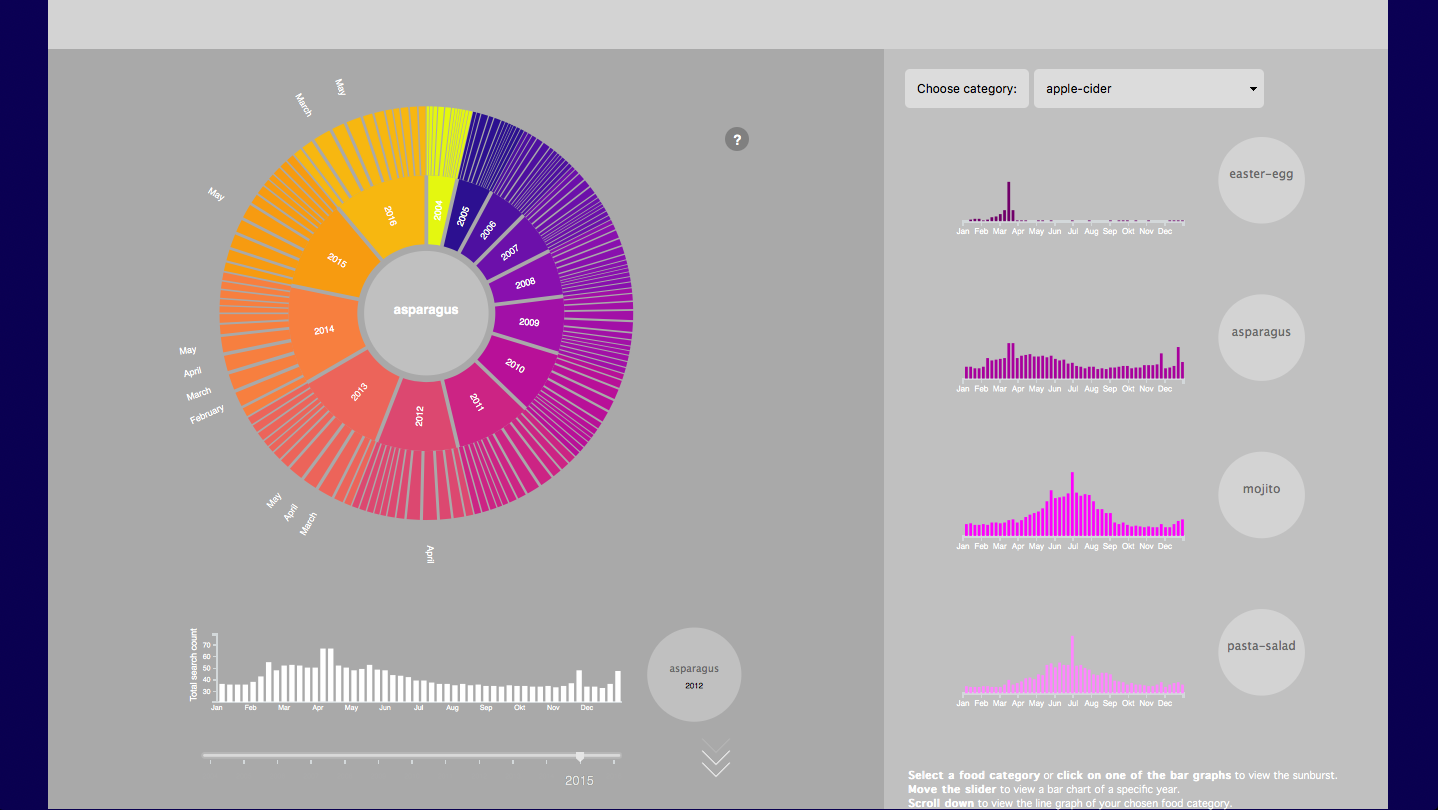 Choose category:
apple-cider
?
May
March
May
May
April
March
February
May
April
March
April
2004
2005
2006
2007
2008
2009
2010
2011
2012
2013
2014
2015
2016
asparagus
easter-egg
Jan Feb Mar Apr May Jun Jul Aug Sep Okt Nov Dec
asparagus
Jan Feb Mar Apr May Jun Jul Aug Sep Okt Nov Dec
mojito
Jan Feb Mar Apr May Jun Jul Aug Sep Okt Nov Dec
pasta-salad
Jan Feb Mar Apr May Jun Jul Aug Sep Okt Nov Dec
Total search count
70
60
50
40
30
Jan Feb Mar Apr May Jun Jul Aug Sep Okt Nov Dec
asparagus
2012
2015
Select a food category or click on one of the bar graphs to view the sunburst.
Move the slider to view a bar chart of a specific year.
Scroll down to view the line graph of your chosen food category.